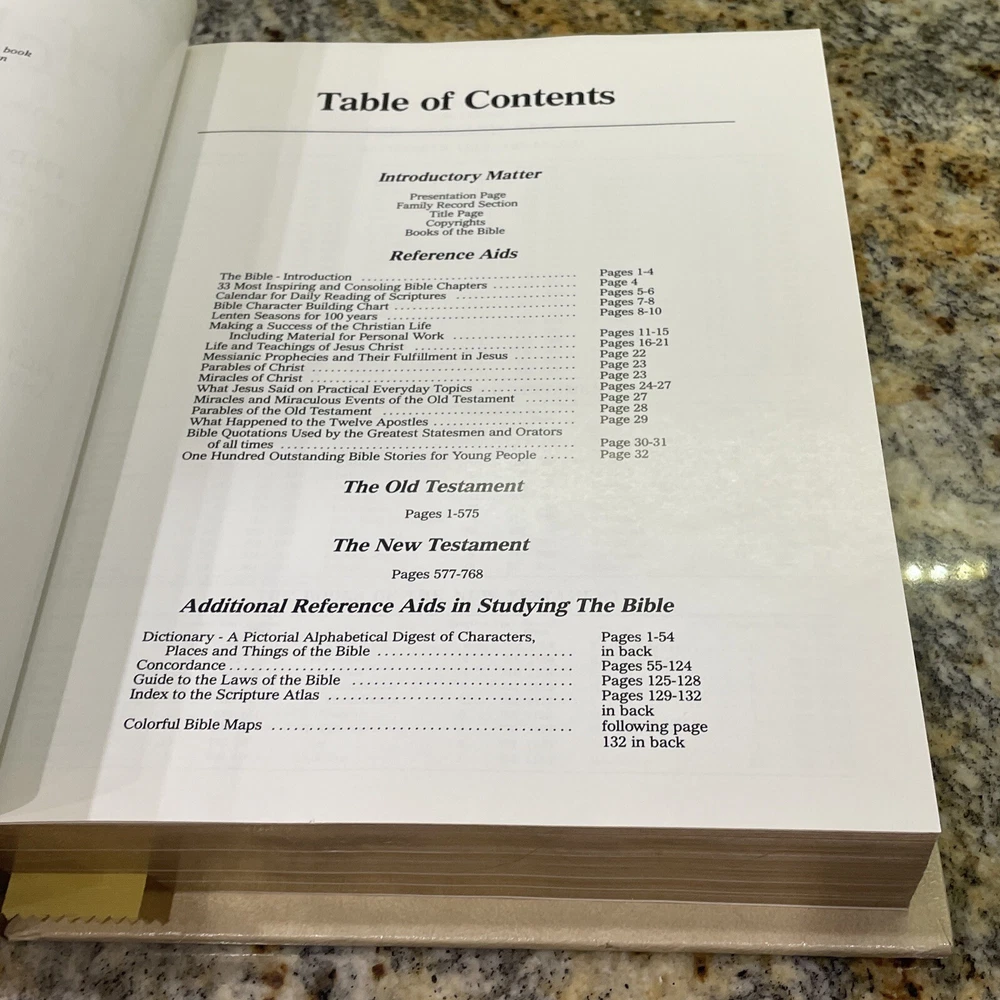 book
n
Table of Contents
Introductory Matter
Presentation Page
Family Record Section
Title Page
Copyrights
Books of the Bible
Reference Aids
The Bible - Introduction .................................... Pages 1-4
33 Most Inspiring and Consoling Bible Chapters ............... Page 4
Calendar for Daily Reading of Scriptures .................... Pages 5-6
Bible Character Building Chart .............................. Pages 7-8
Lenten Seasons for 100 years ................................ Pages 8-10
Making a Success of the Christian Life
Including Material for Personal Work .................... Pages 11-15
Life and Teachings of Jesus Christ .......................... Pages 16-21
Messianic Prophecies and Their Fulfillment in Jesus .......... Page 22
Parables of Christ .......................................... Page 23
Miracles of Christ .......................................... Page 23
What Jesus Said on Practical Everyday Topics ................ Pages 24-27
Miracles and Miraculous Events of the Old Testament ........ Page 27
Parables of the Old Testament ............................... Page 28
What Happened to the Twelve Apostles ........................ Page 29
Bible Quotations Used by the Greatest Statesmen and Orators
of all times ............................................ Page 30-31
One Hundred Outstanding Bible Stories for Young People ..... Page 32
The Old Testament
Pages 1-575
The New Testament
Pages 577-768
Additional Reference Aids in Studying The Bible
Dictionary - A Pictorial Alphabetical Digest of Characters, Pages 1-54
Places and Things of the Bible .......................... in back
Concordance ................................................. Pages 55-124
Guide to the Laws of the Bible .............................. Pages 125-128
Index to the Scripture Atlas ................................ Pages 129-132
in back
Colorful Bible Maps ........................................ following page
132 in back